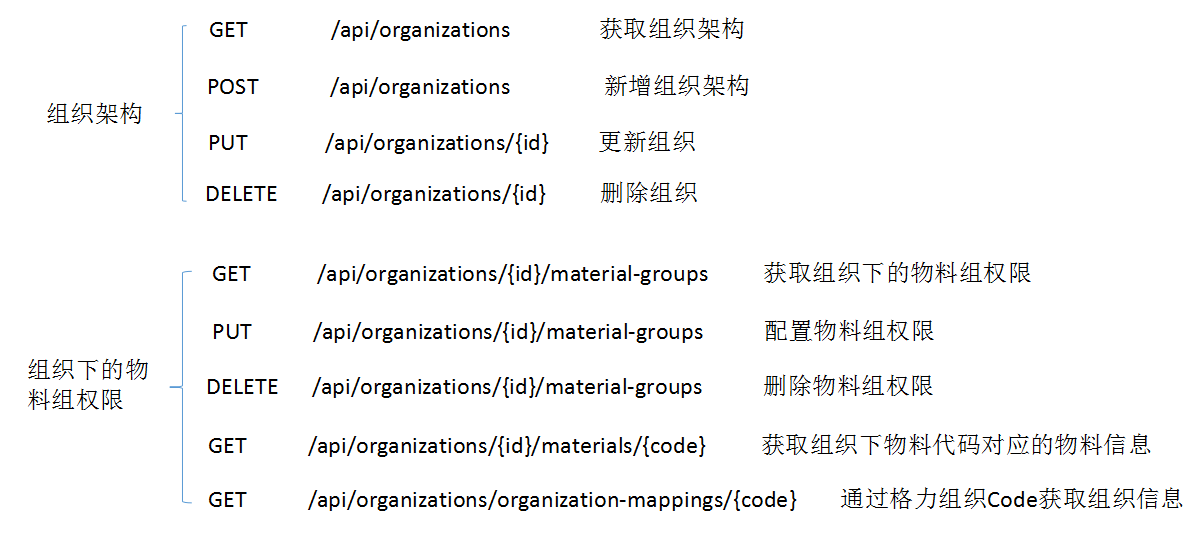 组织架构
GET /api/organizations 获取组织架构
POST /api/organizations 新增组织架构
PUT /api/organizations/{id} 更新组织
DELETE /api/organizations/{id} 删除组织
组织下的物
料组权限
GET /api/organizations/{id}/material-groups 获取组织下的物料组权限
PUT /api/organizations/{id}/material-groups 配置物料组权限
DELETE /api/organizations/{id}/material-groups 删除物料组权限
GET /api/organizations/{id}/materials/{code} 获取组织下物料代码对应的物料信息
GET /api/organizations/organization-mappings/{code} 通过格力组织Code获取组织信息